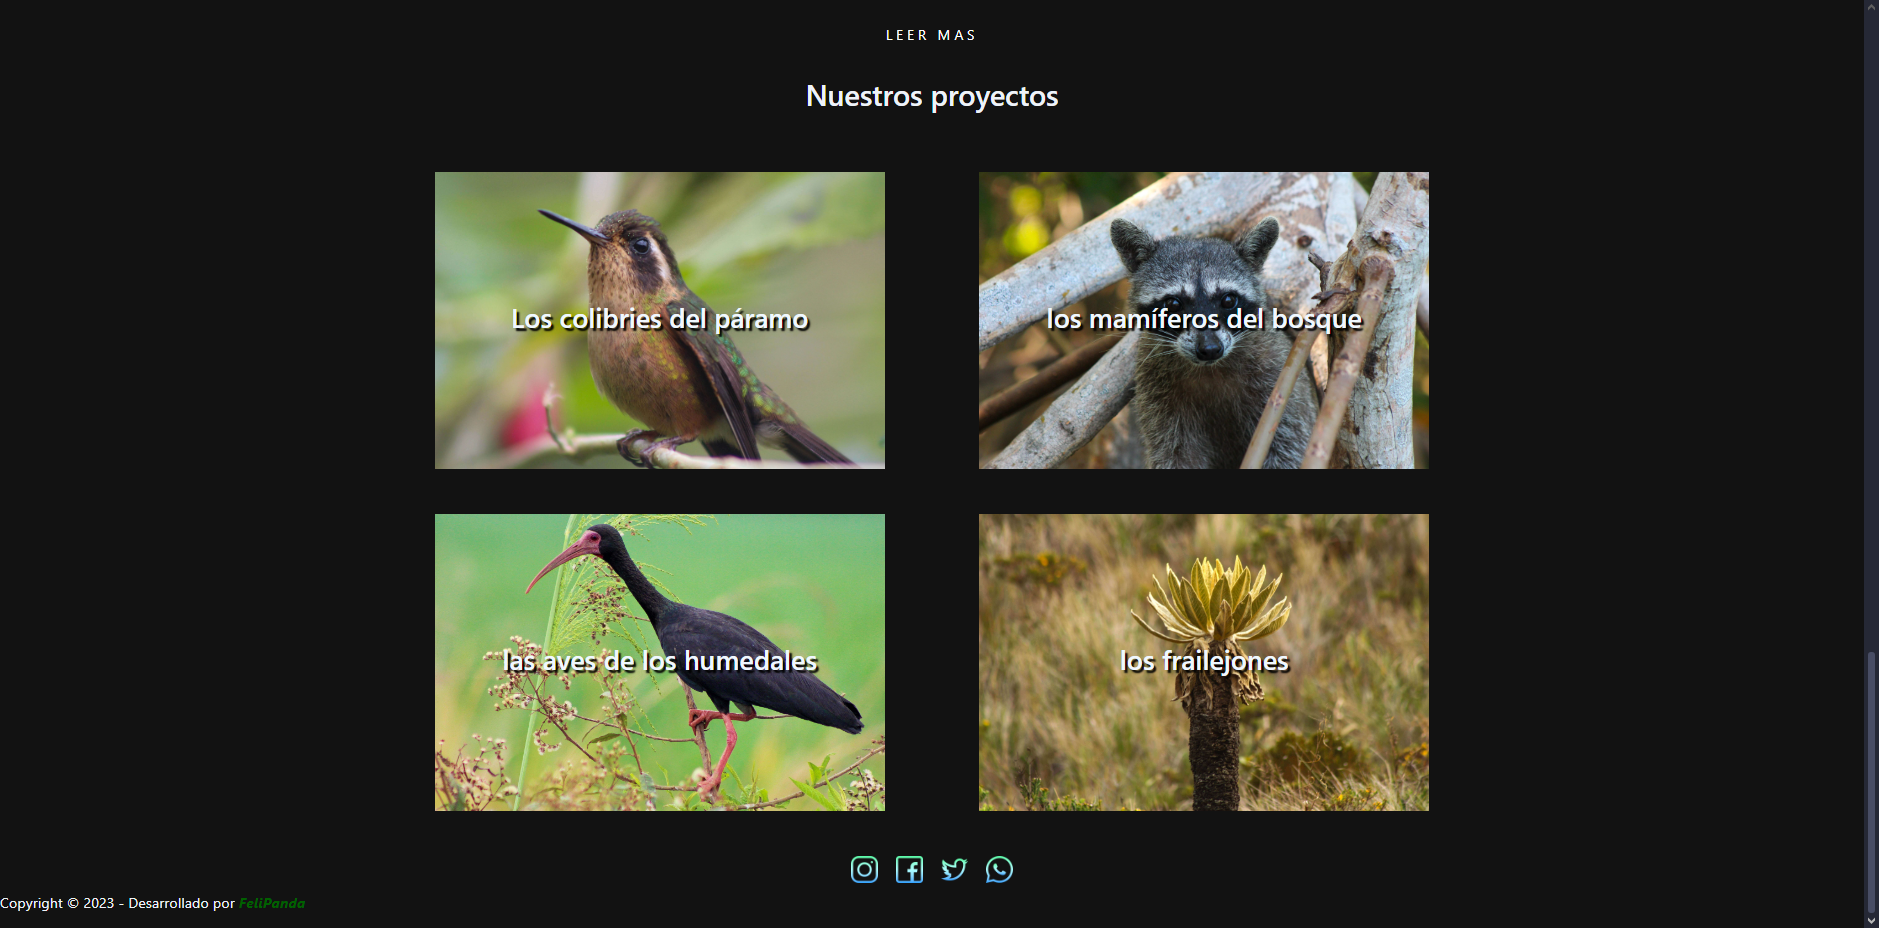 LEER MAS
Nuestros proyectos
Los colibries del páramo
los mamíferos del bosque
las aves de los humedales
los frailejones
Copyright © 2023 - Desarrollado por FeliPanda